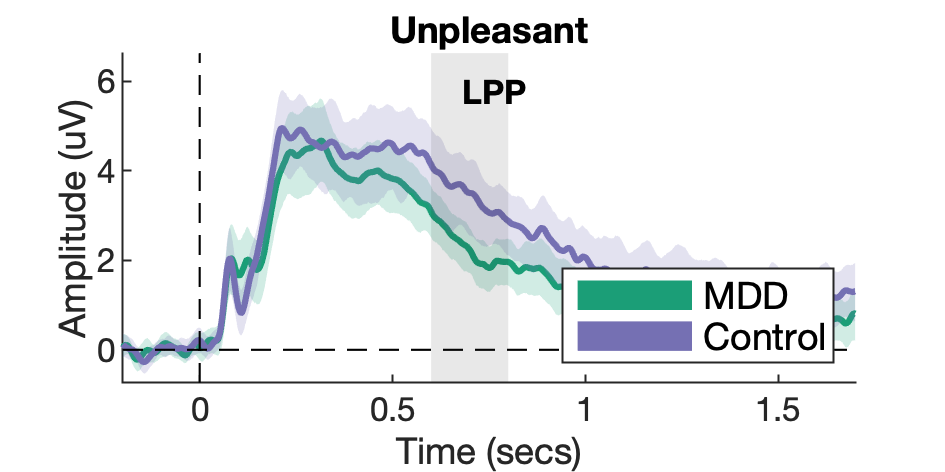 Unpleasant
LPP
Amplitude (uV)
6
4
2
0
0 0.5 1 1.5
Time (secs)
MDD
Control